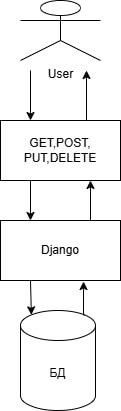 User
GET,POST,
PUT,DELETE
Django
БД